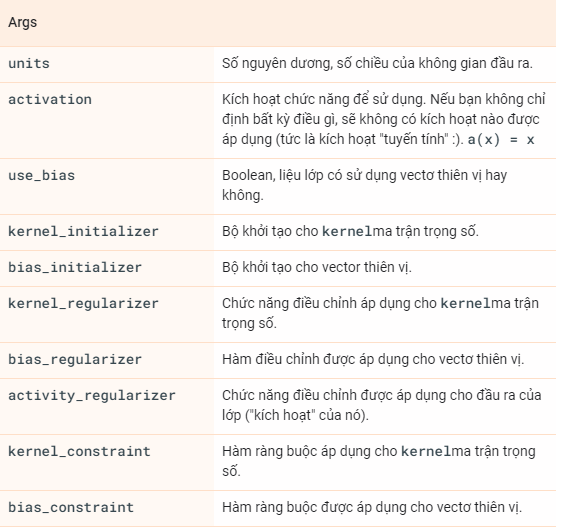 Args
units Số nguyên dương, số chiều của không gian đầu ra.
activation Kích hoạt chức năng để sử dụng. Nếu bạn không chỉ
định bất kỳ điều gì, sẽ không có kích hoạt nào được
áp dụng (tức là kích hoạt "tuyến tính" :). a(x) = x
use_bias Boolean, liệu lớp có sử dụng vectơ thiên vị hay
không.
kernel_initializer Bộ khởi tạo cho kernelma trận trọng số.
bias_initializer Bộ khởi tạo cho vector thiên vị.
kernel_regularizer Chức năng điều chỉnh áp dụng cho kernelma trận
trọng số.
bias_regularizer Hàm điều chỉnh được áp dụng cho vectơ thiên vị.
activity_regularizer Chức năng điều chỉnh được áp dụng cho đầu ra của
lớp ("kích hoạt" của nó).
kernel_constraint Hàm ràng buộc áp dụng cho kernelma trận trọng
số.
bias_constraint Hàm ràng buộc được áp dụng cho vectơ thiên vị.